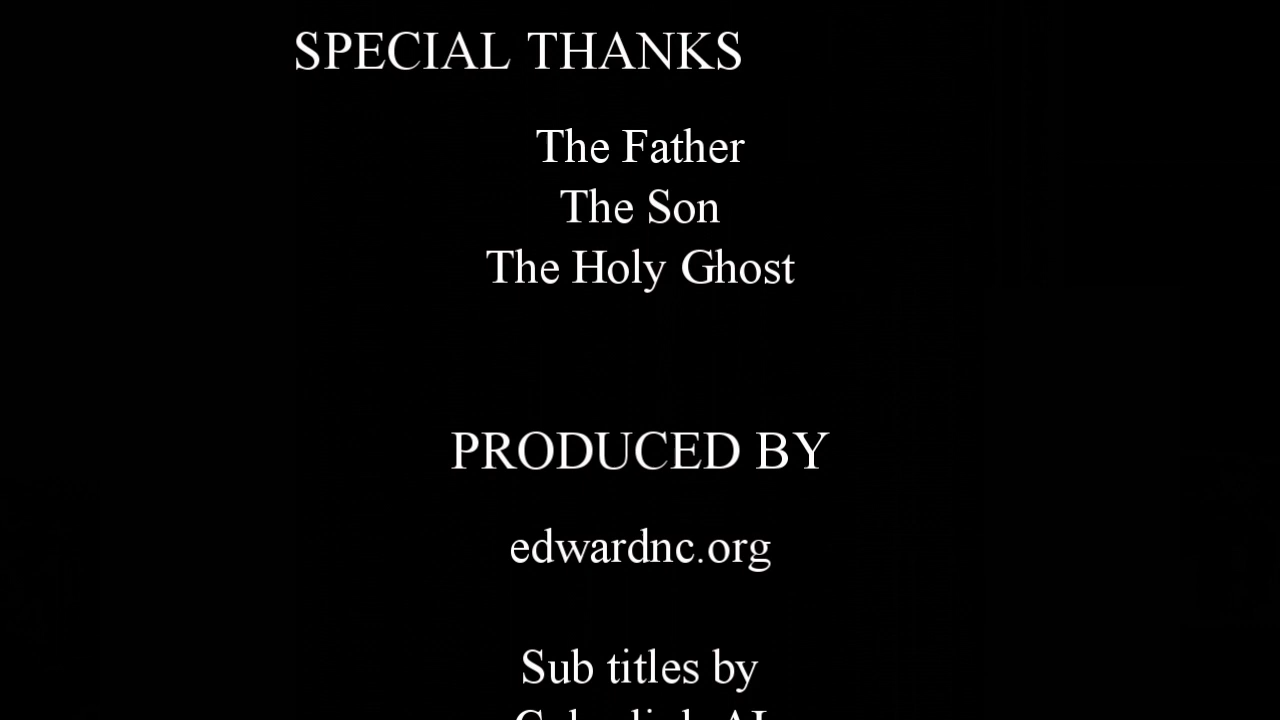 SPECIAL THANKS
The Father
The Son
The Holy Ghost
PRODUCED BY
edwardnc.org
Sub titles by